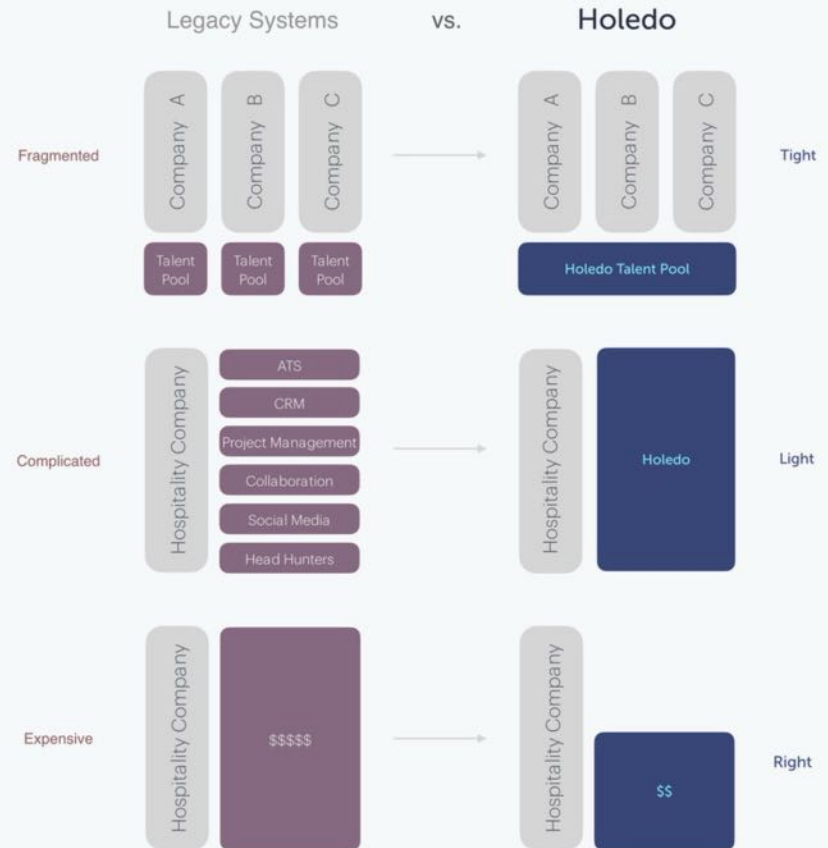 Legacy Systems vs. Holedo
Fragmented
Company A
Company B
Company C
Talent
Pool
Talent
Pool
Talent
Pool
Company A
Company B
Company C
Holedo Talent Pool
Tight
Complicated
Hospitality Company
ATS
CRM
Project Management
Collaboration
Social Media
Head Hunters
Hospitality Company
Holedo
Light
Expensive
Hospitality Company
$$$$$
Hospitality Company
$$
Right